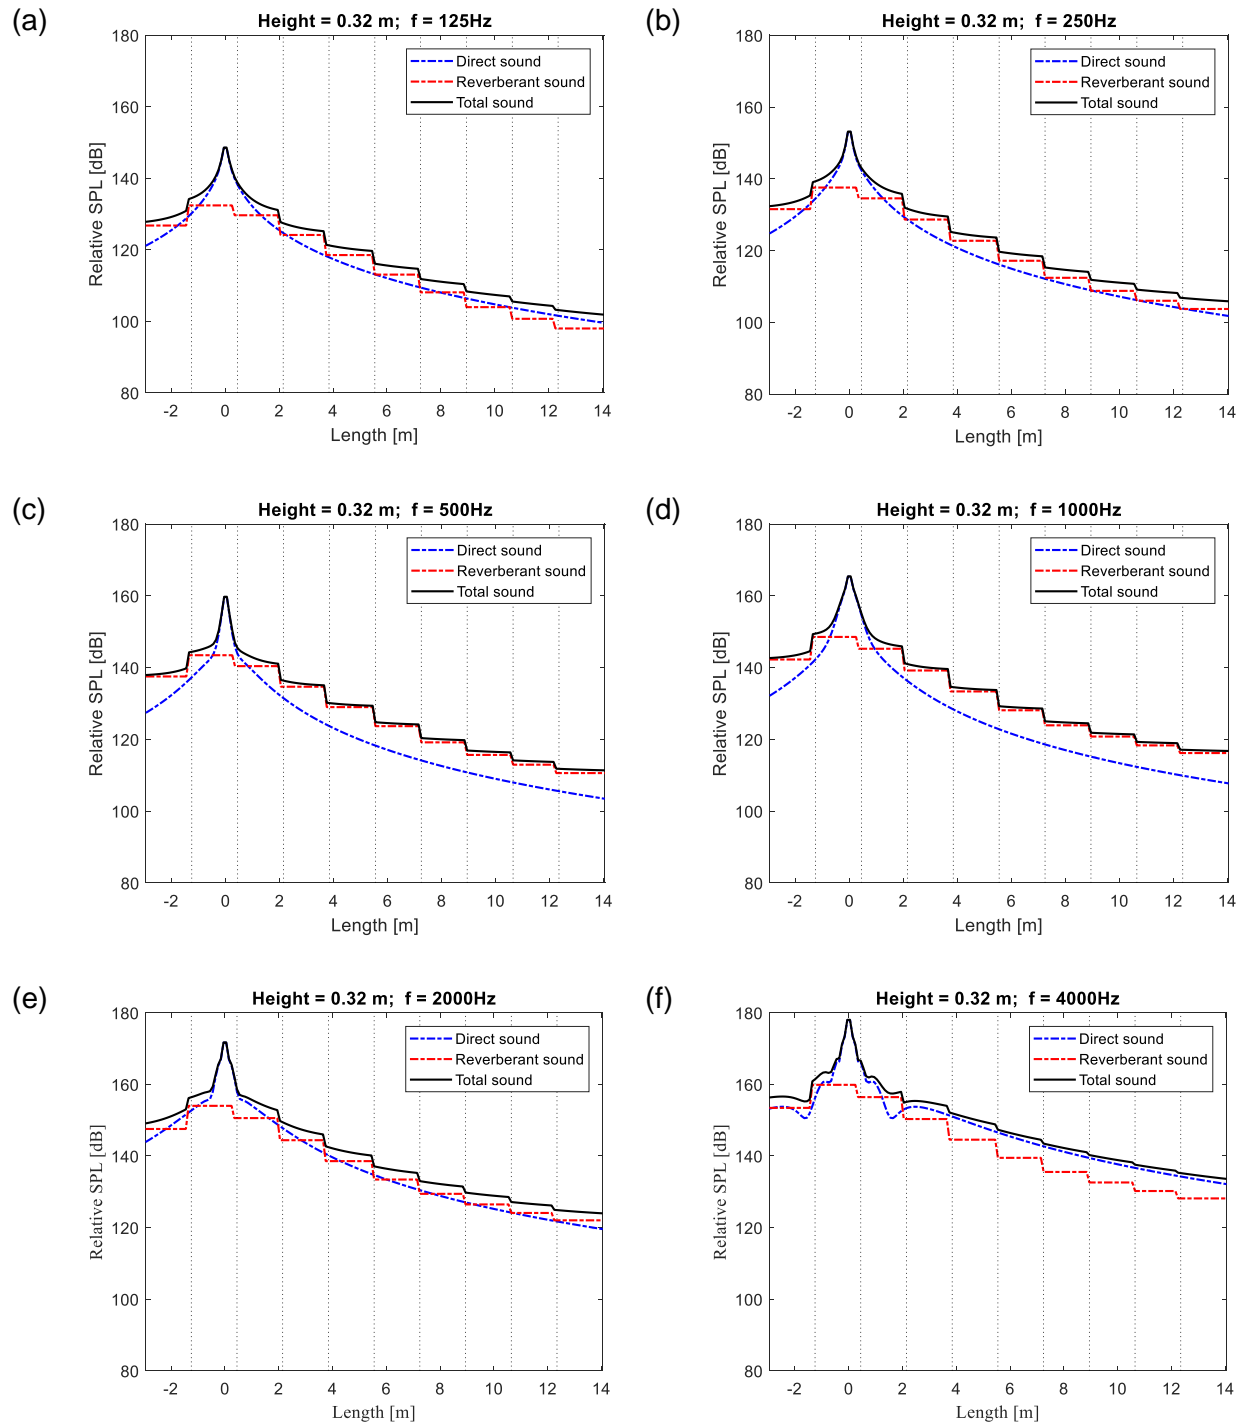 (a)
Height = 0.32 m;  f = 125Hz
180
160
140
120
100
80
Relative SPL [dB]
Direct sound
Reverberant sound
Total sound
-2 0 2 4 6 8 10 12 14
Length [m]
(b)
Height = 0.32 m;  f = 250Hz
180
160
140
120
100
80
Relative SPL [dB]
Direct sound
Reverberant sound
Total sound
-2 0 2 4 6 8 10 12 14
Length [m]
(c)
Height = 0.32 m;  f = 500Hz
180
160
140
120
100
80
Relative SPL [dB]
Direct sound
Reverberant sound
Total sound
-2 0 2 4 6 8 10 12 14
Length [m]
(d)
Height = 0.32 m;  f = 1000Hz
180
160
140
120
100
80
Relative SPL [dB]
Direct sound
Reverberant sound
Total sound
-2 0 2 4 6 8 10 12 14
Length [m]
(e)
Height = 0.32 m;  f = 2000Hz
180
160
140
120
100
80
Relative SPL [dB]
Direct sound
Reverberant sound
Total sound
-2 0 2 4 6 8 10 12 14
Length [m]
(f)
Height = 0.32 m;  f = 4000Hz
180
160
140
120
100
80
Relative SPL [dB]
Direct sound
Reverberant sound
Total sound
-2 0 2 4 6 8 10 12 14
Length [m]